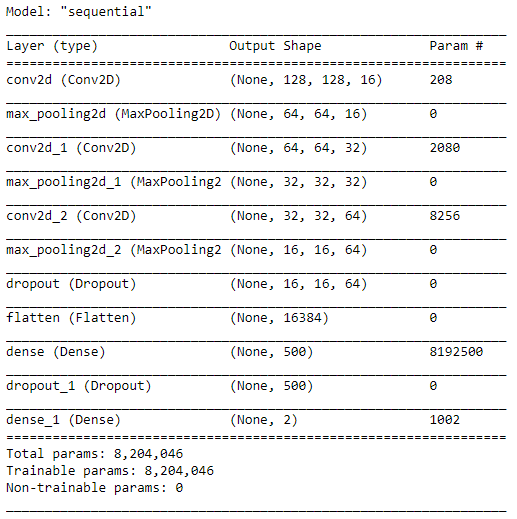 Model: "sequential"
_________________________________________________________________
Layer (type)                 Output Shape              Param #
=================================================================
conv2d (Conv2D)              (None, 128, 128, 16)      208
_________________________________________________________________
max_pooling2d (MaxPooling2D) (None, 64, 64, 16)        0
_________________________________________________________________
conv2d_1 (Conv2D)            (None, 64, 64, 32)        2080
_________________________________________________________________
max_pooling2d_1 (MaxPooling2 (None, 32, 32, 32)        0
_________________________________________________________________
conv2d_2 (Conv2D)            (None, 32, 32, 64)        8256
_________________________________________________________________
max_pooling2d_2 (MaxPooling2 (None, 16, 16, 64)        0
_________________________________________________________________
dropout (Dropout)            (None, 16, 16, 64)        0
_________________________________________________________________
flatten (Flatten)            (None, 16384)             0
_________________________________________________________________
dense (Dense)                (None, 500)               8192500
_________________________________________________________________
dropout_1 (Dropout)          (None, 500)               0
_________________________________________________________________
dense_1 (Dense)              (None, 2)                 1002
=================================================================
Total params: 8,204,046
Trainable params: 8,204,046
Non-trainable params: 0
_________________________________________________________________